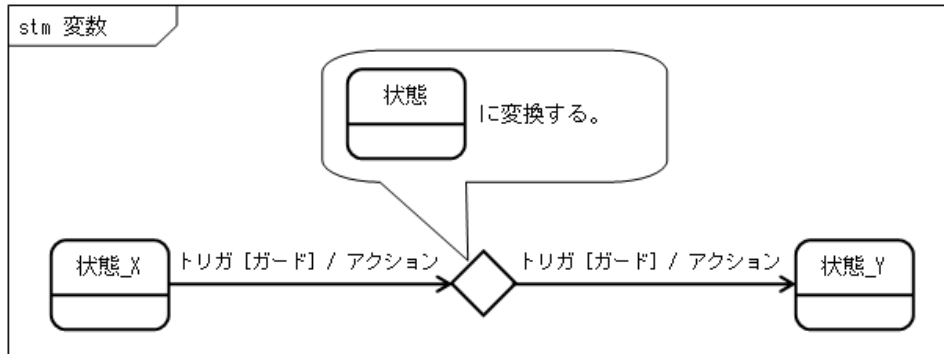 stm 変数
状態
に変換する。
状態_X
トリガ [ガード] / アクション
トリガ [ガード] / アクション
状態_Y